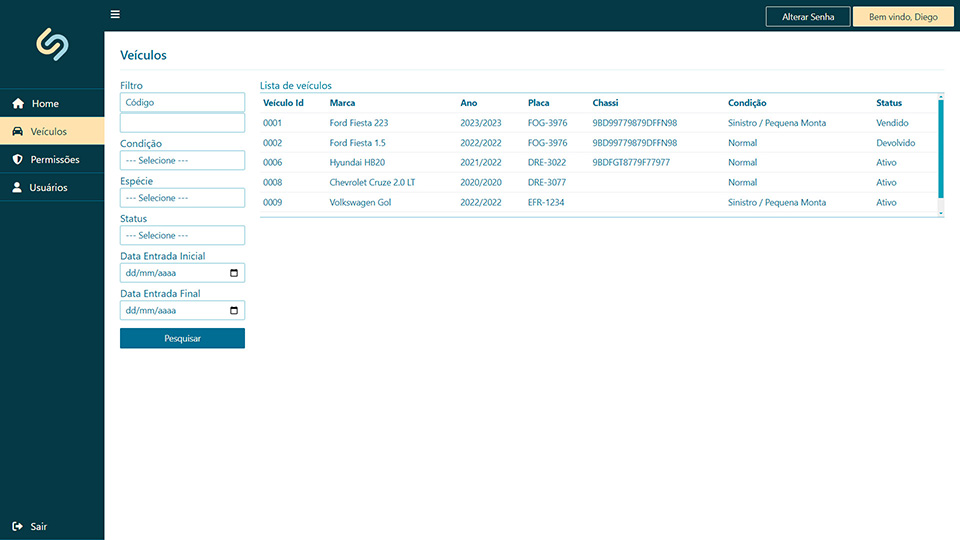 Alterar Senha
Bem vindo, Diego
Home
Veículos
Permissões
Usuários
Sair
Veículos
Filtro
Código
Condição
--- Selecione ---
Espécie
--- Selecione ---
Status
--- Selecione ---
Data Entrada Inicial
dd/mm/aaaa
Data Entrada Final
dd/mm/aaaa
Pesquisar
Lista de veículos
Veículo Id Marca Ano Placa Chassi Condição Status
0001 Ford Fiesta 223 2023/2023 FOG-3976 9BD99779879DFFN98 Sinistro / Pequena Monta Vendido
0002 Ford Fiesta 1.5 2022/2022 FOG-3976 9BD99779879DFFN98 Normal Devolvido
0006 Hyundai HB20 2021/2022 DRE-3022 9BDFGT8779F77977 Normal Ativo
0008 Chevrolet Cruze 2.0 LT 2020/2020 DRE-3077 Normal Ativo
0009 Volkswagen Gol 2022/2022 EFR-1234 Sinistro / Pequena Monta Ativo